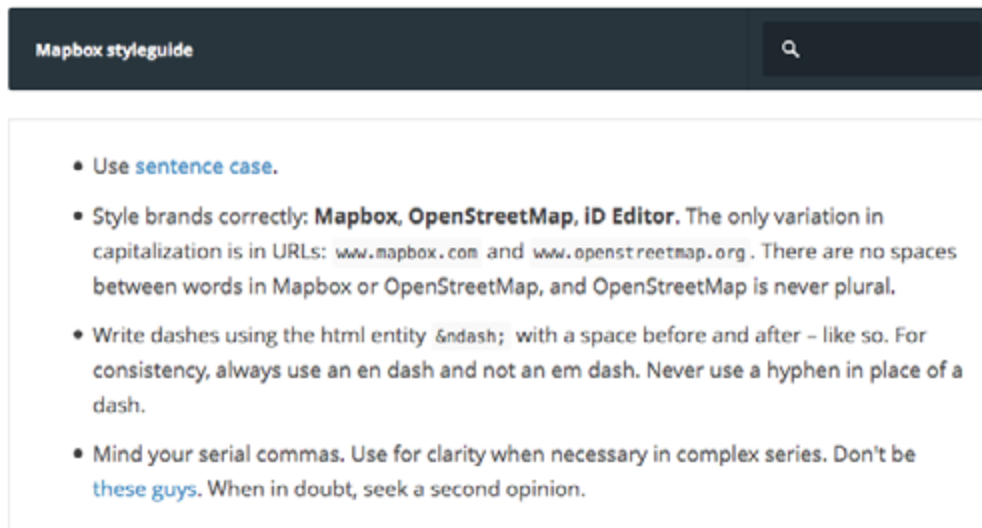 Mapbox styleguide
• Use sentence case.
• Style brands correctly: Mapbox, OpenStreetMap, iD Editor. The only variation in
capitalization is in URLs: www.mapbox.com and www.openstreetmap.org. There are no spaces
between words in Mapbox or OpenStreetMap, and OpenStreetMap is never plural.
• Write dashes using the html entity &ndash; with a space before and after – like so. For
consistency, always use an en dash and not an em dash. Never use a hyphen in place of a
dash.
• Mind your serial commas. Use for clarity when necessary in complex series. Don't be
these guys. When in doubt, seek a second opinion.